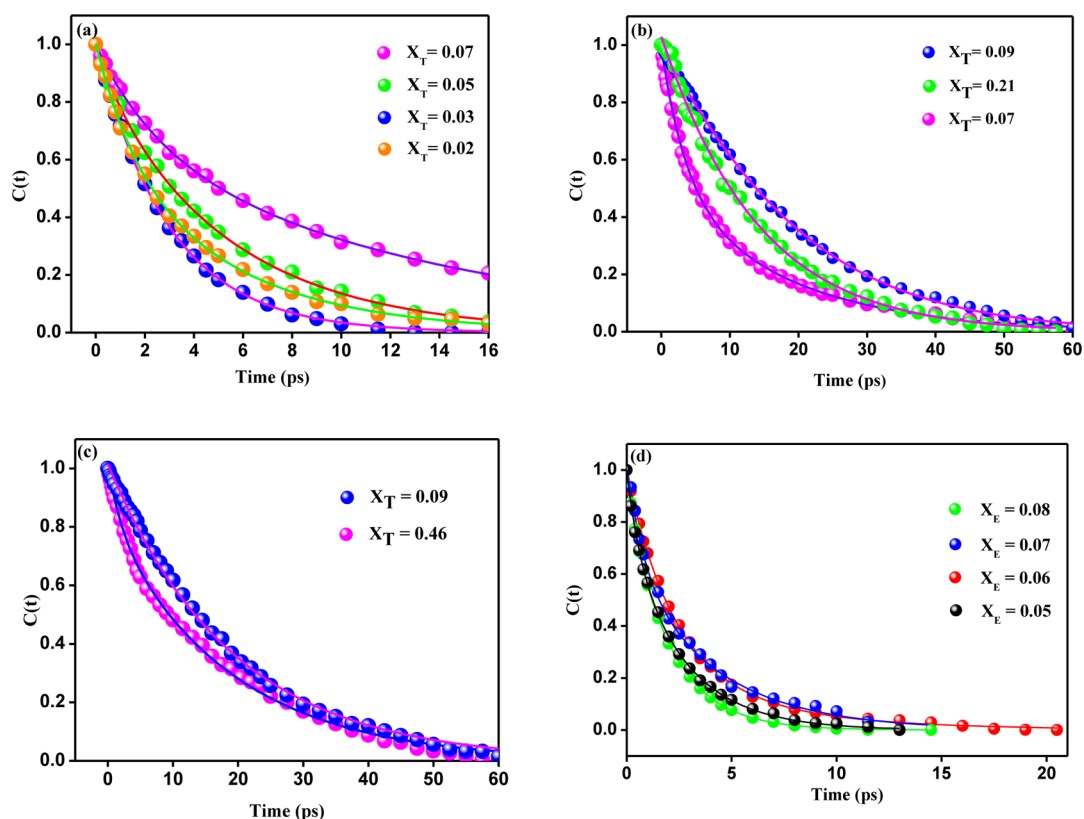 (a)
X_T = 0.07
X_T = 0.05
X_T = 0.03
X_T = 0.02
C(t)
1.0
0.8
0.6
0.4
0.2
0.0
0 2 4 6 8 10 12 14 16
Time (ps)
(b)
X_T = 0.09
X_T = 0.21
X_T = 0.07
C(t)
1.0
0.8
0.6
0.4
0.2
0.0
0 10 20 30 40 50 60
Time (ps)
(c)
X_T = 0.09
X_T = 0.46
C(t)
1.0
0.8
0.6
0.4
0.2
0.0
0 10 20 30 40 50 60
Time (ps)
(d)
X_E = 0.08
X_E = 0.07
X_E = 0.06
X_E = 0.05
C(t)
1.0
0.8
0.6
0.4
0.2
0.0
0 5 10 15 20
Time (ps)